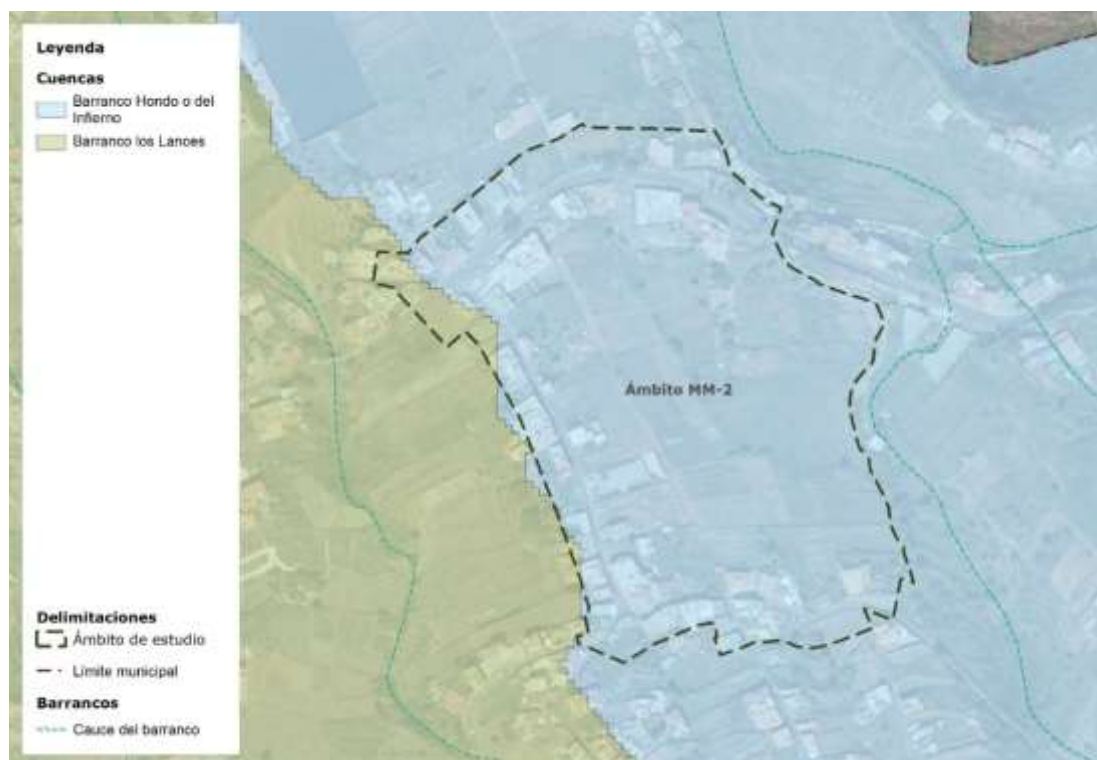 Leyenda
Cuencas
Barranco Hondo o del
Infierno
Barranco los Lances
Ámbito MM-2
Delimitaciones
Ámbito de estudio
Límite municipal
Barrancos
Cauce del barranco